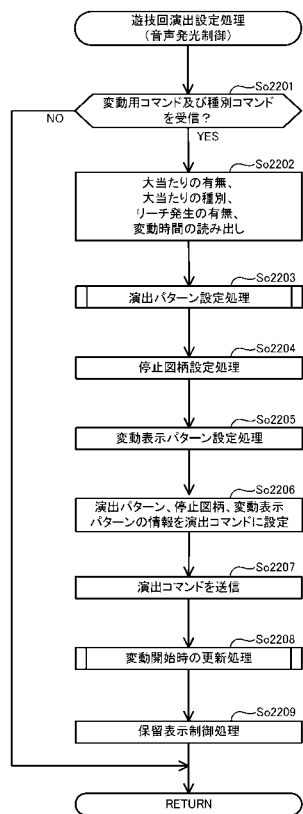 遊技回演出設定処理
(音声発光制御)
So2201
変動用コマンド及び種別コマンド
を受信？
NO
YES
So2202
大当たりの有無、
大当たりの種別、
リーチ発生の有無、
変動時間の読み出し
So2203
演出パターン設定処理
So2204
停止図柄設定処理
So2205
変動表示パターン設定処理
So2206
演出パターン、停止図柄、変動表示
パターンの情報を演出コマンドに設定
So2207
演出コマンドを送信
So2208
変動開始時の更新処理
So2209
保留表示制御処理
RETURN